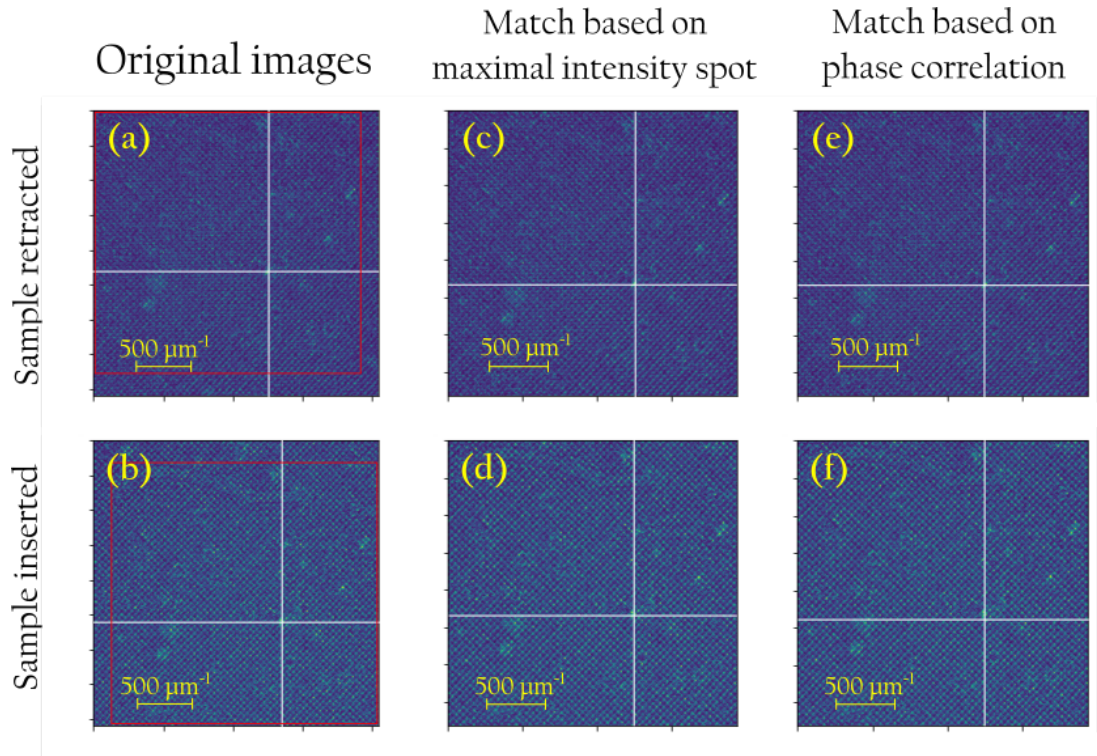 Original images
Match based on
maximal intensity spot
Match based on
phase correlation
Sample retracted
(a)
500 μm⁻¹
(c)
500 μm⁻¹
(e)
500 μm⁻¹
Sample inserted
(b)
500 μm⁻¹
(d)
500 μm⁻¹
(f)
500 μm⁻¹